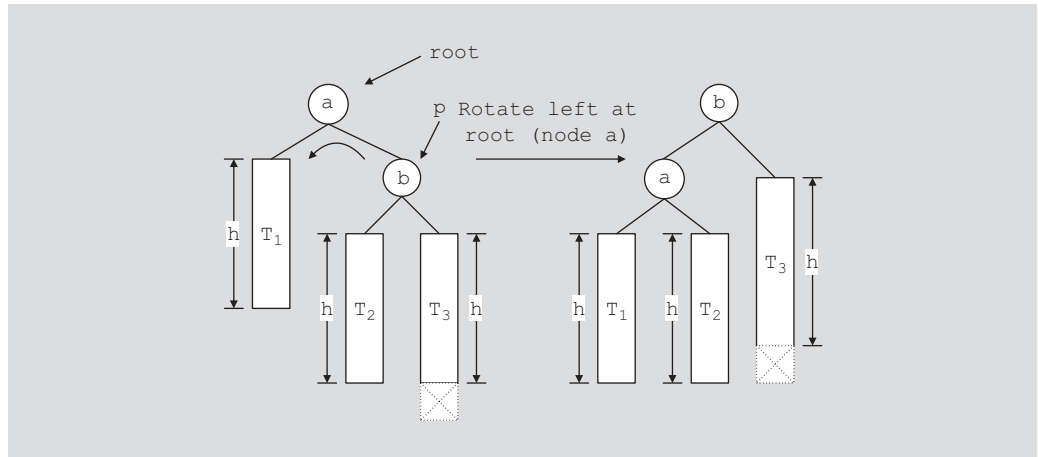 root
a
p Rotate left at
root (node a)
b
b
a
h
T1
h
T2
T3
h
h
T1
h
T2
T3
h